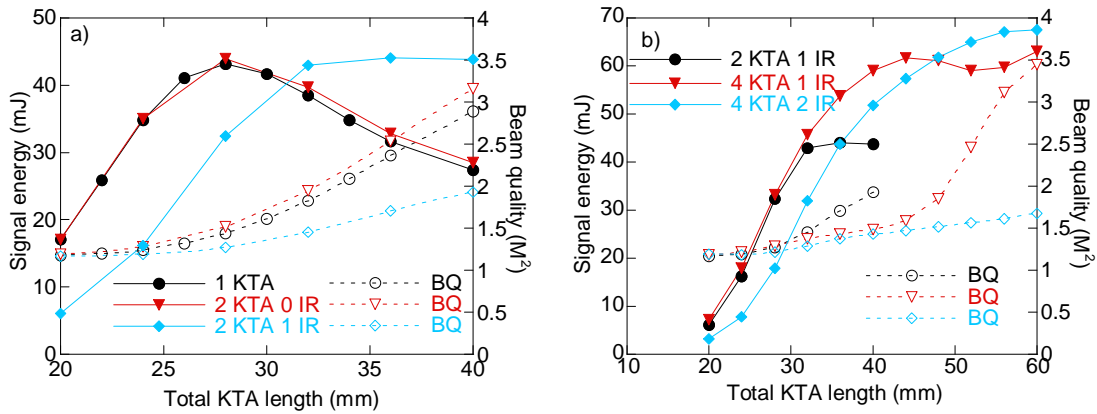 a)
50
40
30
20
10
0
Signal energy (mJ)
4
3.5
3
2.5
2
1.5
1
0.5
0
Beam quality (M²)
1 KTA
BQ
2 KTA 0 IR
BQ
2 KTA 1 IR
BQ
20
25
30
35
40
Total KTA length (mm)
b)
70
60
50
40
30
20
10
0
Signal energy (mJ)
4
3.5
3
2.5
2
1.5
1
0.5
0
Beam quality (M²)
2 KTA 1 IR
4 KTA 1 IR
4 KTA 2 IR
BQ
BQ
BQ
10
20
30
40
50
60
Total KTA length (mm)